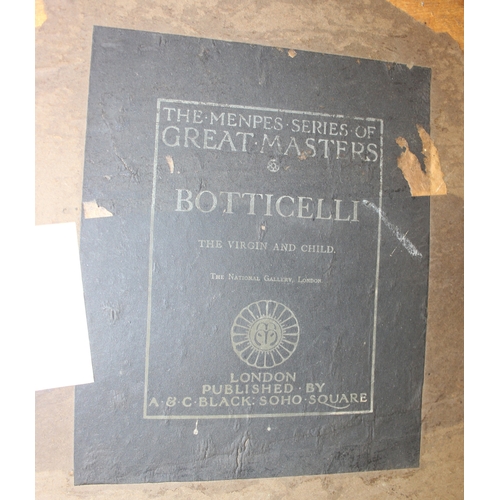 THE·MENPES·SERIES·OF
GREAT·MASTERS
BOTTICELLI
THE VIRGIN AND CHILD.
THE NATIONAL GALLERY, LONDON
LONDON
PUBLISHED·BY
A·&·C·BLACK·SOHO·SQUARE